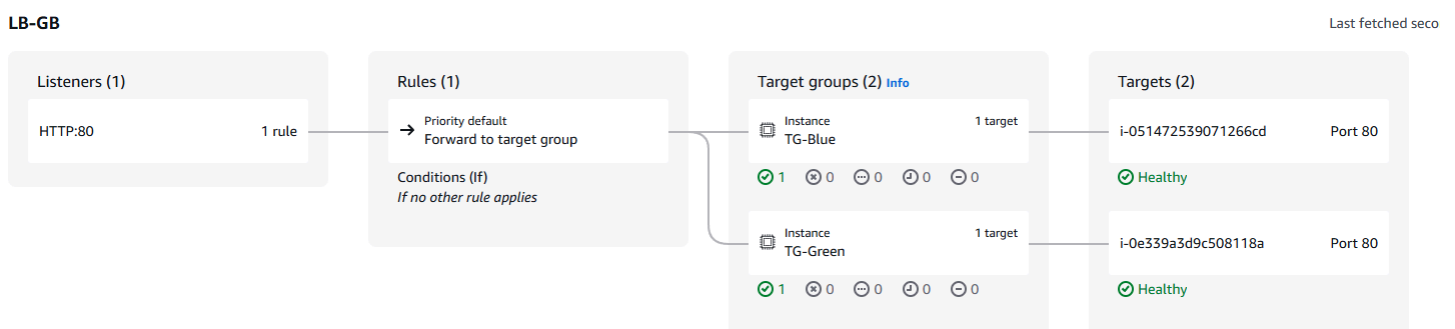 LB-GB
Last fetched seco
Listeners (1)
HTTP:80 1 rule
Rules (1)
Priority default
Forward to target group
Conditions (If)
If no other rule applies
Target groups (2) Info
Instance 1 target
TG-Blue
1 0 0 0 0
Instance 1 target
TG-Green
1 0 0 0 0
Targets (2)
i-051472539071266cd Port 80
Healthy
i-0e339a3d9c508118a Port 80
Healthy